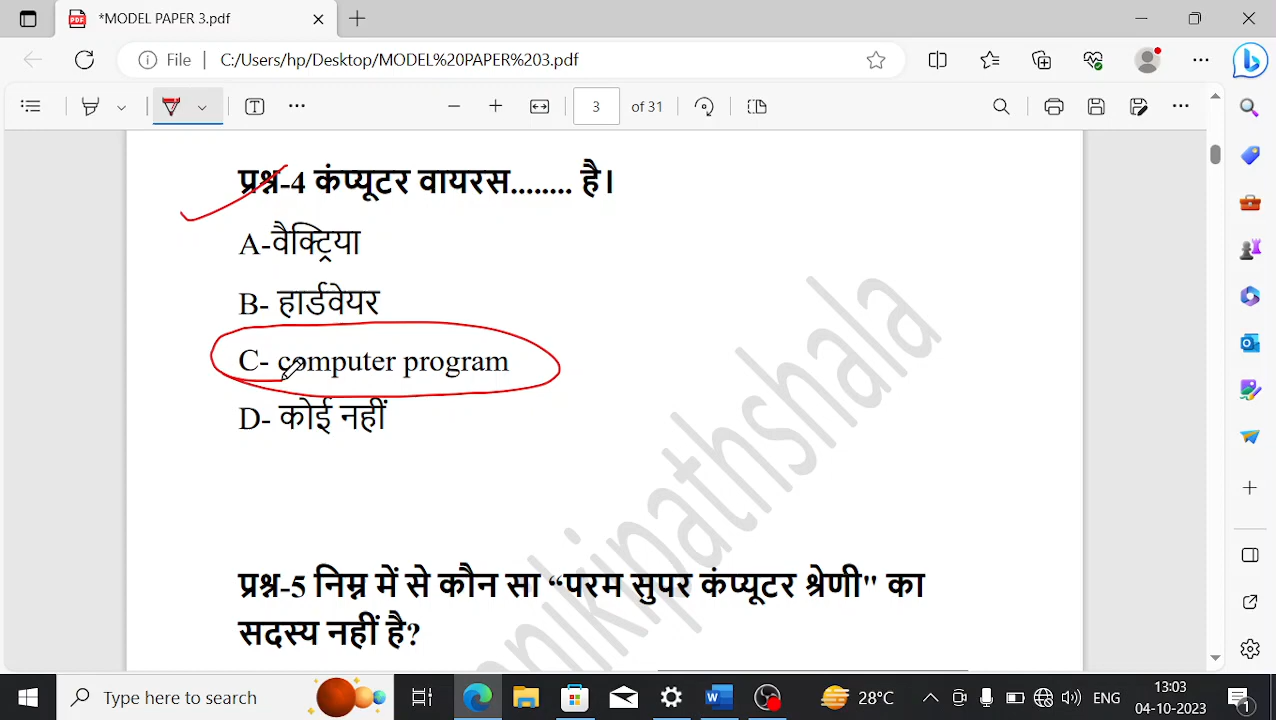 *MODEL PAPER 3.pdf
File | C:/Users/hp/Desktop/MODEL%20PAPER%203.pdf
3 of 31
प्रश्न-4 कंप्यूटर वायरस........ है।
A-वैक्ट्रिया
B- हार्डवेयर
C- computer program
D- कोई नहीं
प्रश्न-5 निम्न में से कौन सा “परम सुपर कंप्यूटर श्रेणी" का
सदस्य नहीं है?
Type here to search
28°C
ENG
13:03
04-10-2023
1